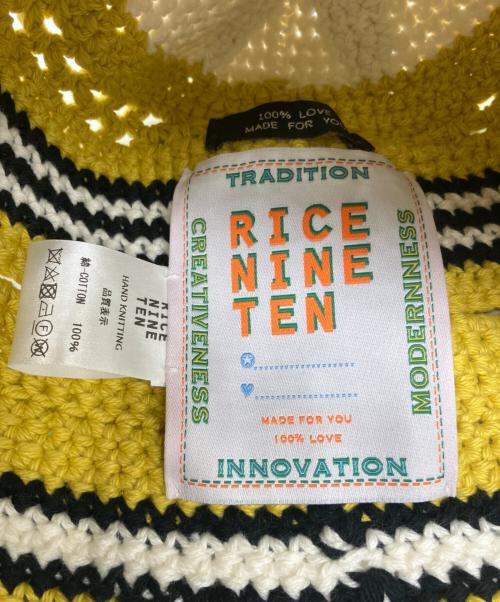 100% LOVE
MADE FOR YOU
TRADITION
CREATIVENESS
RICE
NINE
TEN
MODERNNESS
MADE FOR YOU
100% LOVE
INNOVATION
RICE
NINE
TEN
HAND KNITTING
品質表示
綿-COTTON 100%